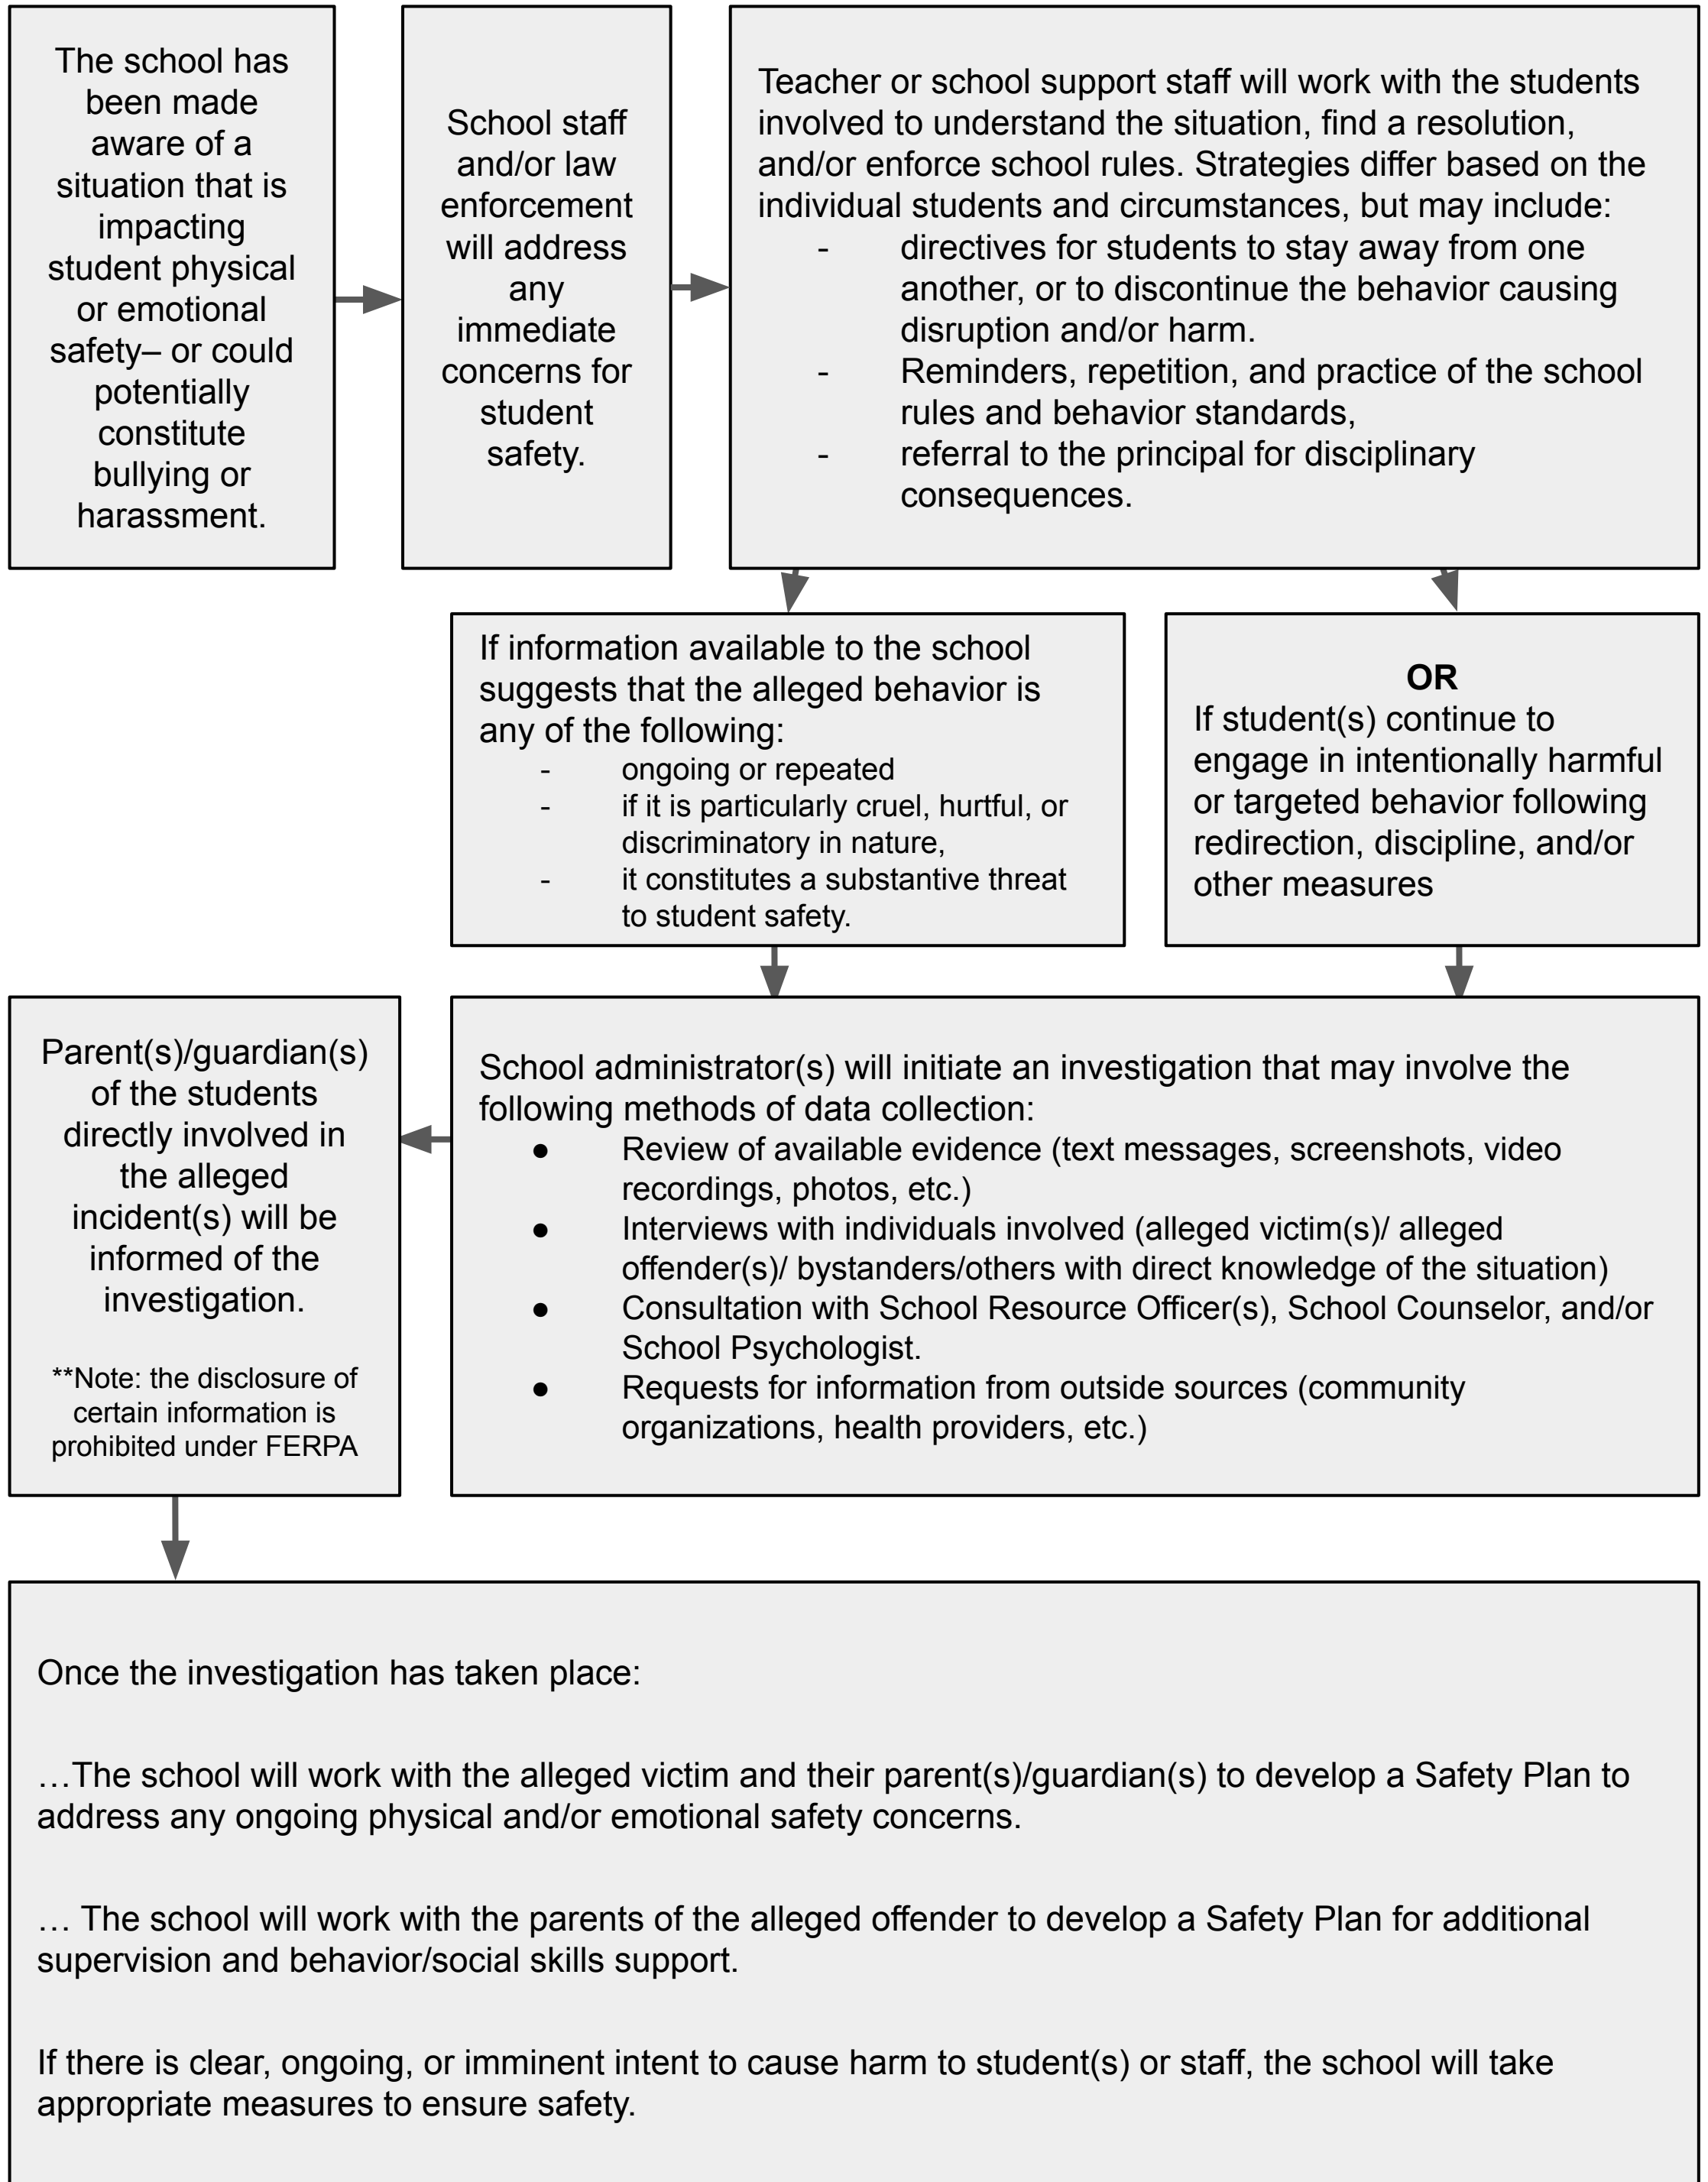 The school has
been made
aware of a
situation that is
impacting
student physical
or emotional
safety– or could
potentially
constitute
bullying or
harassment.
School staff
and/or law
enforcement
will address
any
immediate
concerns for
student
safety.
Teacher or school support staff will work with the students
involved to understand the situation, find a resolution,
and/or enforce school rules. Strategies differ based on the
individual students and circumstances, but may include:
- directives for students to stay away from one
another, or to discontinue the behavior causing
disruption and/or harm.
- Reminders, repetition, and practice of the school
rules and behavior standards,
- referral to the principal for disciplinary
consequences.
If information available to the school
suggests that the alleged behavior is
any of the following:
- ongoing or repeated
- if it is particularly cruel, hurtful, or
discriminatory in nature,
- it constitutes a substantive threat
to student safety.
OR
If student(s) continue to
engage in intentionally harmful
or targeted behavior following
redirection, discipline, and/or
other measures
Parent(s)/guardian(s)
of the students
directly involved in
the alleged
incident(s) will be
informed of the
investigation.
**Note: the disclosure of
certain information is
prohibited under FERPA
School administrator(s) will initiate an investigation that may involve the
following methods of data collection:
● Review of available evidence (text messages, screenshots, video
recordings, photos, etc.)
● Interviews with individuals involved (alleged victim(s)/ alleged
offender(s)/ bystanders/others with direct knowledge of the situation)
● Consultation with School Resource Officer(s), School Counselor, and/or
School Psychologist.
● Requests for information from outside sources (community
organizations, health providers, etc.)
Once the investigation has taken place:
…The school will work with the alleged victim and their parent(s)/guardian(s) to develop a Safety Plan to
address any ongoing physical and/or emotional safety concerns.
… The school will work with the parents of the alleged offender to develop a Safety Plan for additional
supervision and behavior/social skills support.
If there is clear, ongoing, or imminent intent to cause harm to student(s) or staff, the school will take
appropriate measures to ensure safety.